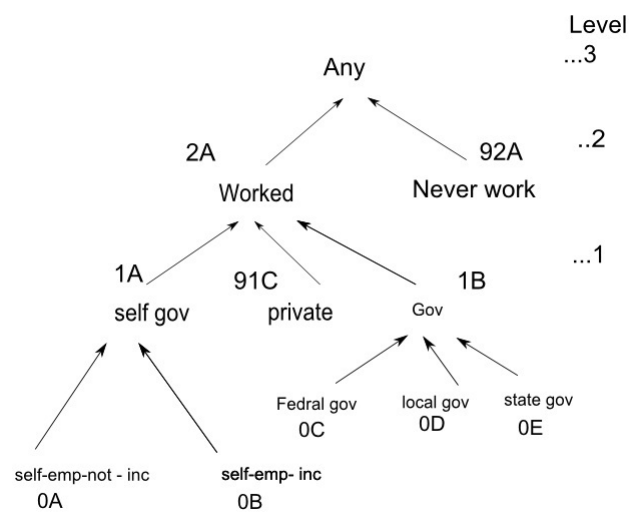 Level
...3
Any
..2
2A
92A
Worked
Never work
...1
1A
91C
1B
self gov
private
Gov
Fedral gov
local gov
state gov
0C
0D
0E
self-emp-not - inc
self-emp- inc
0A
0B